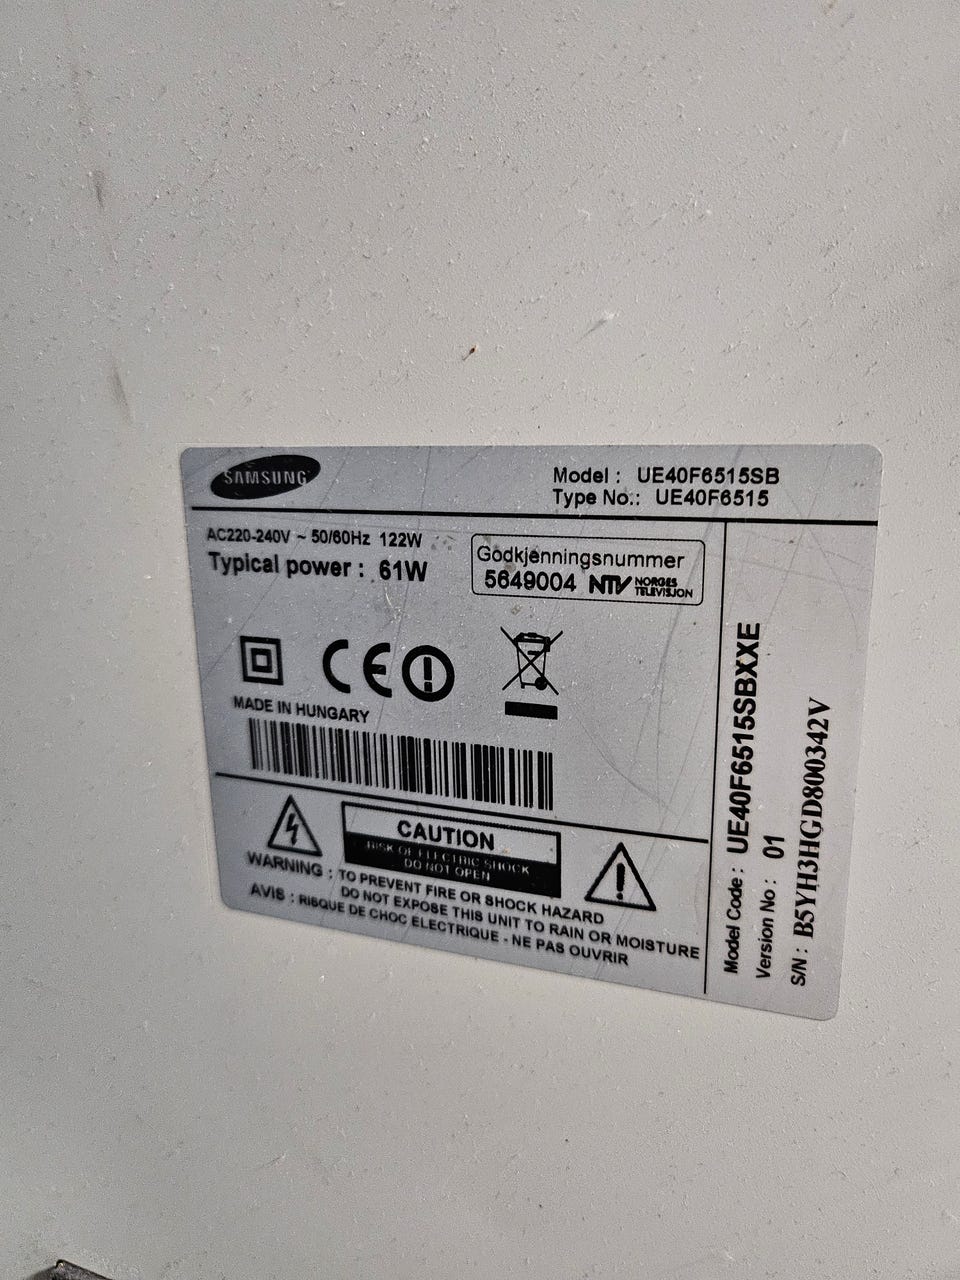 SAMSUNG
Model : UE40F6515SB
Type No.: UE40F6515
AC220-240V ~ 50/60Hz 122W
Typical power : 61W
Godkjenningsnummer
5649004 NTV NORGES TELEVISJON
CE
MADE IN HUNGARY
CAUTION
RISK OF ELECTRIC SHOCK
DO NOT OPEN
WARNING : TO PREVENT FIRE OR SHOCK HAZARD
DO NOT EXPOSE THIS UNIT TO RAIN OR MOISTURE
AVIS : RISQUE DE CHOC ELECTRIQUE - NE PAS OUVRIR
Model Code : UE40F6515SBXXE
Version No : 01
S/N : B5YH3HGD800342V